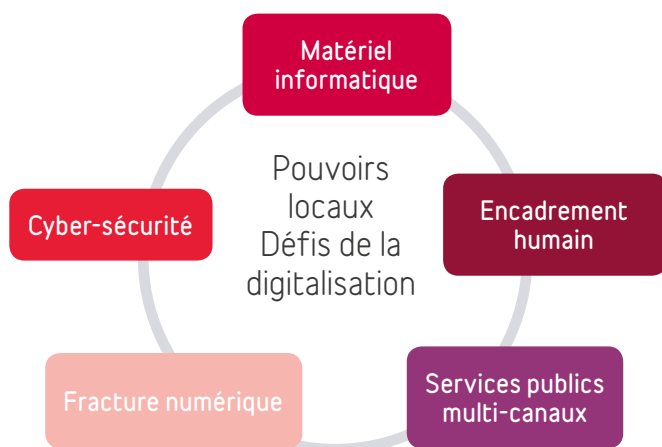 Matériel
informatique
Pouvoirs
locaux
Défis de la
digitalisation
Cyber-sécurité
Encadrement
humain
Fracture numérique
Services publics
multi-canaux